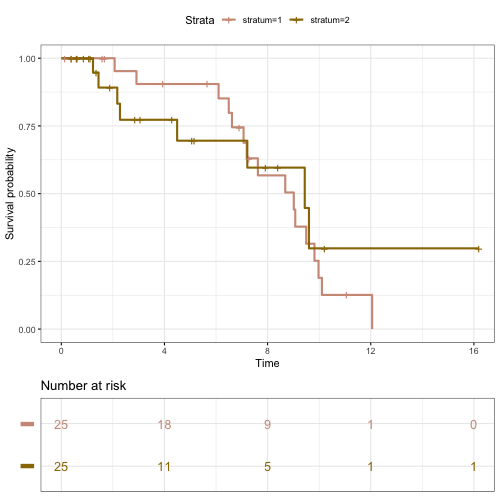 Strata stratum=1 stratum=2
Survival probability
1.00
0.75
0.50
0.25
0.00
0 4 8 12 16
Time
Number at risk
25 18 9 1 0
25 11 5 1 1